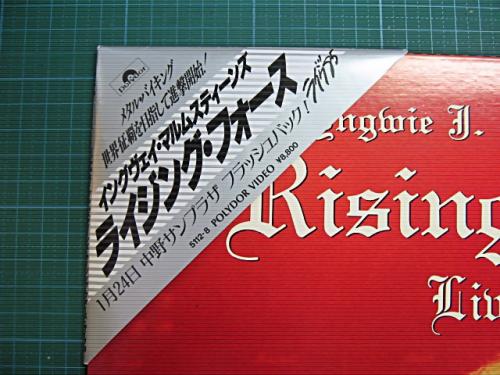 POLYDOR
メタル・バイキング
世界征覇を目指して進撃開始!
イングヴェイ・マルムスティーンズ
ライジング・フォース
ライヴ'85
1月24日 中野サンプラザ フラッシュバック!
5112-8 POLYDOR VIDEO ¥8,800
ngwie J.
Rising
Liv